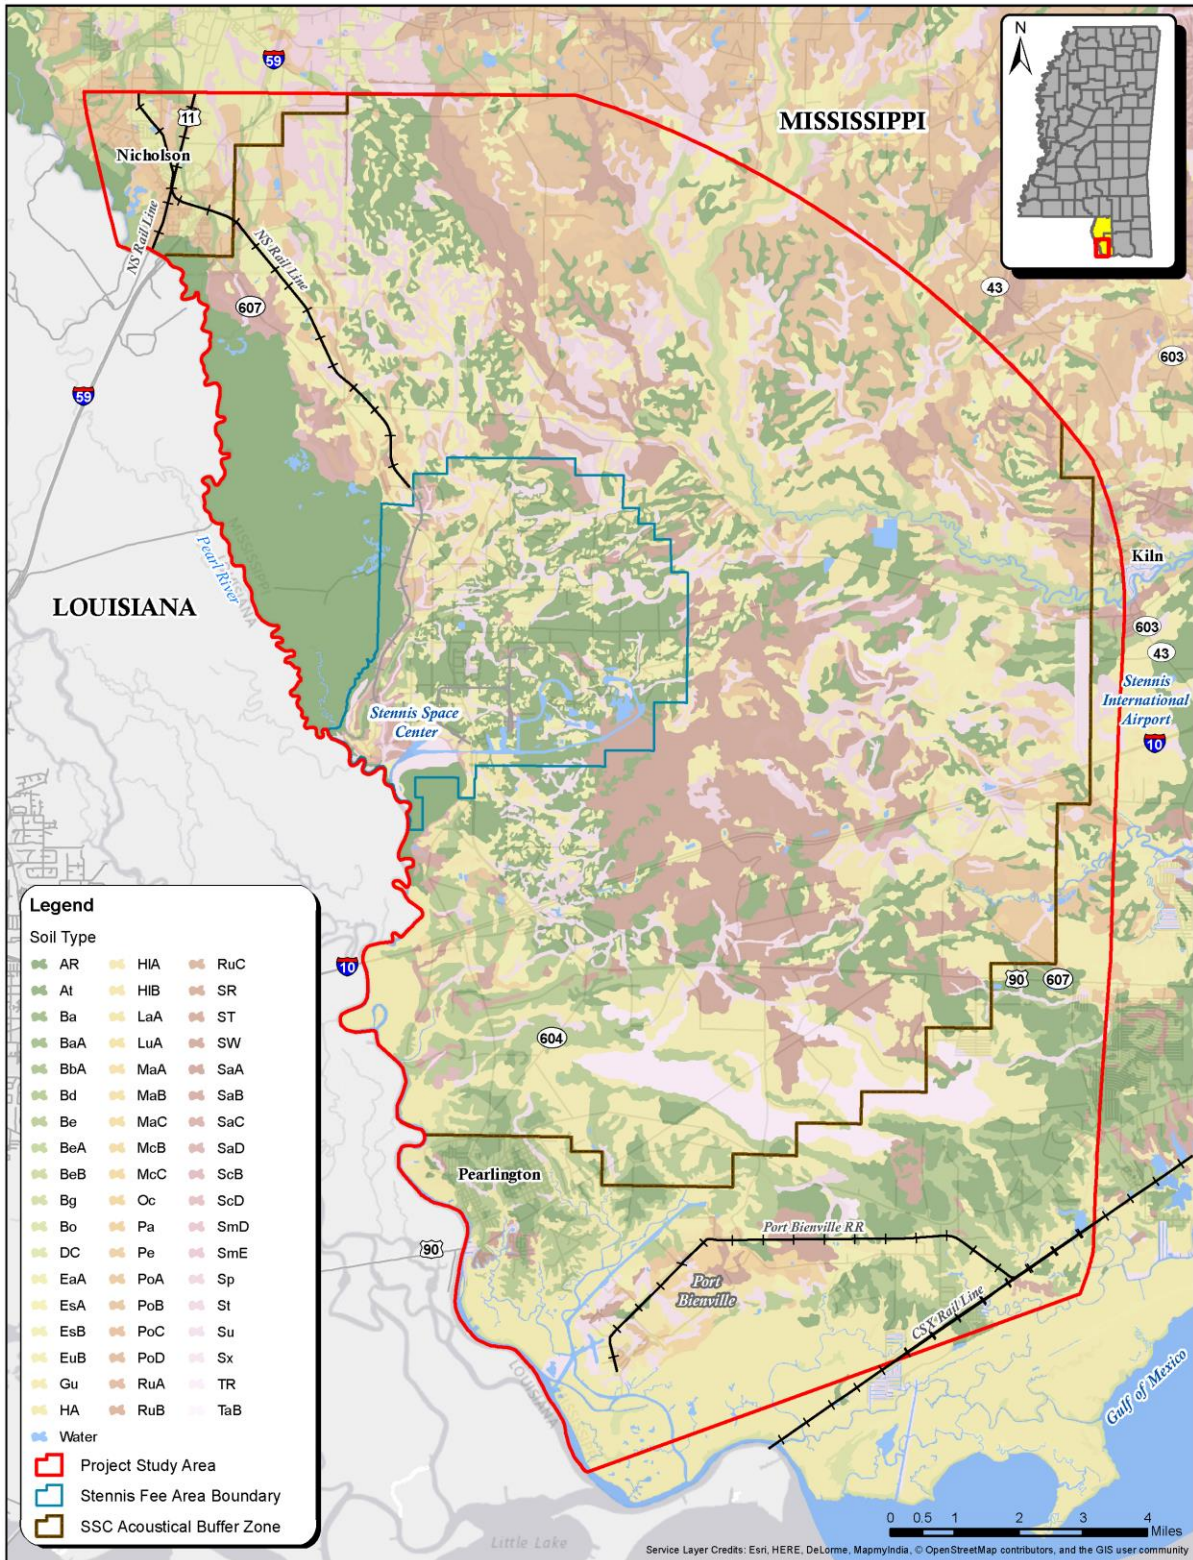 59
N
MISSISSIPPI
11
Nicholson
NS Rail Line
NS Rail Line
607
43
603
59
Kiln
MISSISSIPPI
LOUISIANA
Pearl River
LOUISIANA
603
43
Stennis
International
Airport
10
Stennis Space
Center
Legend
Soil Type
AR HlA RuC
At HlB SR
Ba LaA ST
BaA LuA SW
BbA MaA SaA
Bd MaB SaB
Be MaC SaC
BeA McB SaD
BeB McC ScB
Bg Oc ScD
Bo Pa SmD
DC Pe SmE
EaA PoA Sp
EsA PoB St
EsB PoC Su
EuB PoD Sx
Gu RuA TR
HA RuB TaB
Water
Project Study Area
Stennis Fee Area Boundary
SSC Acoustical Buffer Zone
10
90
607
604
Pearlington
90
Port Bienville RR
Port
Bienville
CSX Rail Line
LOUISIANA
Gulf of Mexico
Little Lake
0 0.5 1 2 3 4
Miles
Service Layer Credits: Esri, HERE, DeLorme, MapmyIndia, © OpenStreetMap contributors, and the GIS user community